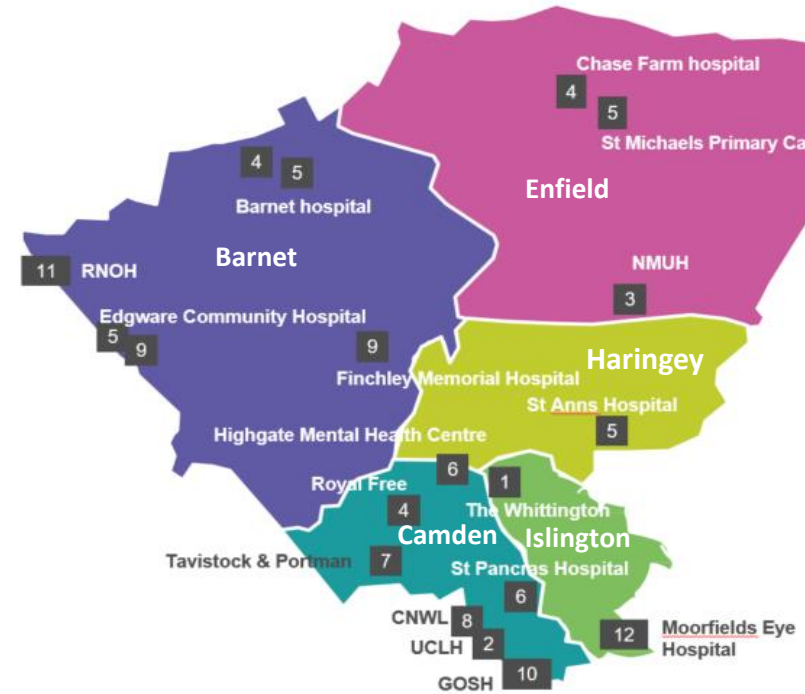 Chase Farm hospital
4
5
St Michaels Primary Ca
Enfield
4
5
Barnet hospital
Barnet
NMUH
3
11 RNOH
Edgware Community Hospital
5
9
9
Finchley Memorial Hospital
Haringey
St Anns Hospital
5
Highgate Mental Health Centre
6
Royal Free
4
1
The Whittington
Camden
Islington
Tavistock & Portman
7
St Pancras Hospital
6
CNWL
8
UCLH
2
GOSH
10
12
Moorfields Eye
Hospital